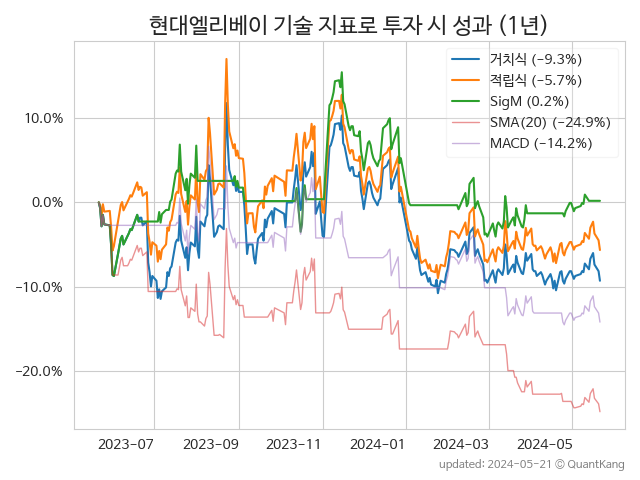 현대엘리베이 기술 지표로 투자 시 성과 (1년)
거치식 (−9.3%)
적립식 (−5.7%)
SigM (0.2%)
SMA(20) (−24.9%)
MACD (−14.2%)
10.0%
0.0%
−10.0%
−20.0%
2023-07 2023-09 2023-11 2024-01 2024-03 2024-05
updated: 2024-05-21 © QuantKang